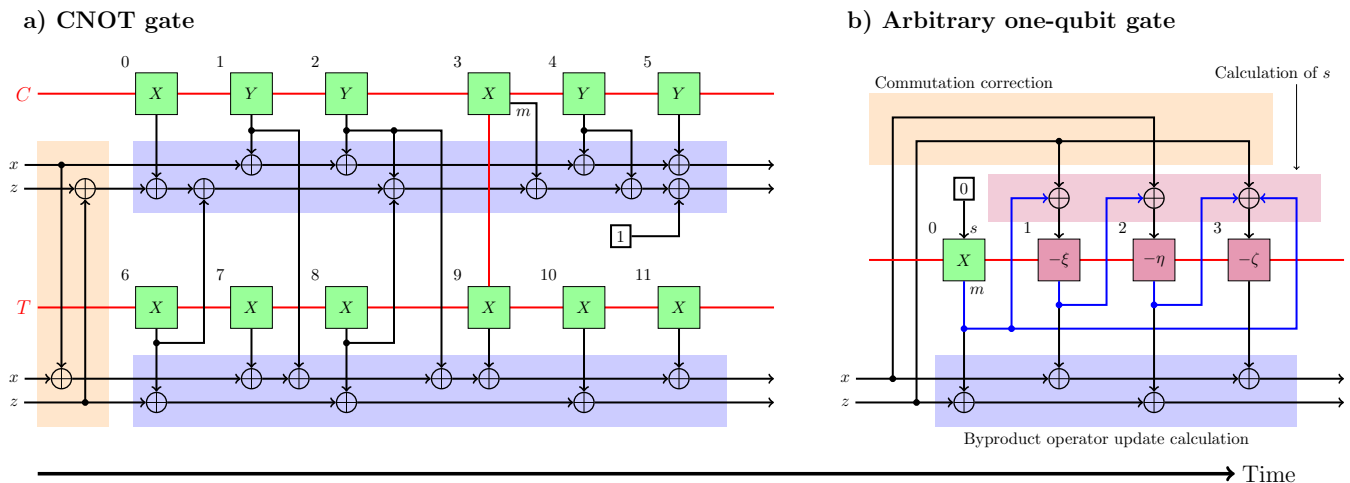 a) CNOT gate
0 1 2 3 4 5
C X Y Y X Y Y
m
x
z
1
6 7 8 9 10 11
T X X X X X X
x
z
b) Arbitrary one-qubit gate
Calculation of s
Commutation correction
0
0 s 1 2 3
X −ξ −η −ζ
m
x
z
Byproduct operator update calculation
Time